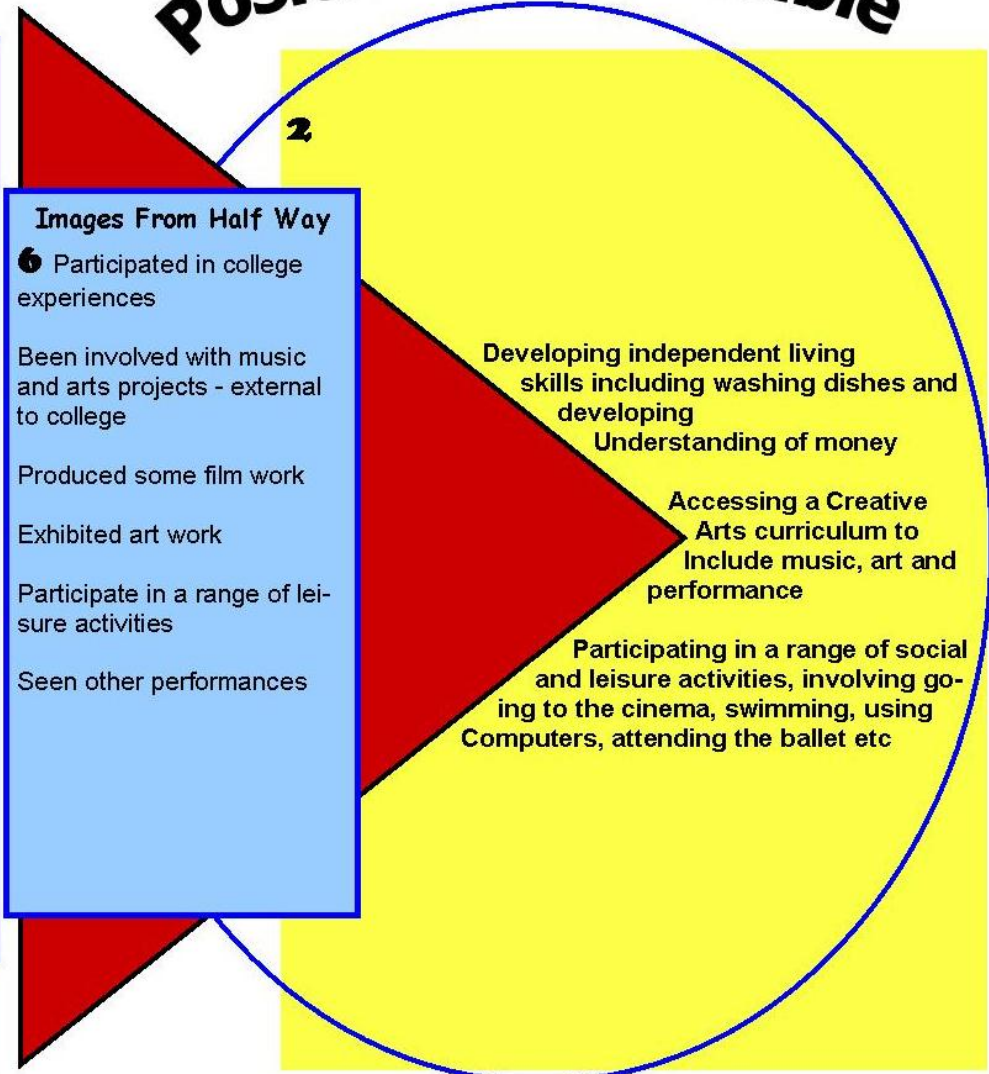 2
Images From Half Way
6 Participated in college
experiences
Been involved with music
and arts projects - external
to college
Produced some film work
Exhibited art work
Participate in a range of lei-
sure activities
Seen other performances
Developing independent living
skills including washing dishes and
developing
Understanding of money
Accessing a Creative
Arts curriculum to
Include music, art and
performance
Participating in a range of social
and leisure activities, involving go-
ing to the cinema, swimming, using
Computers, attending the ballet etc